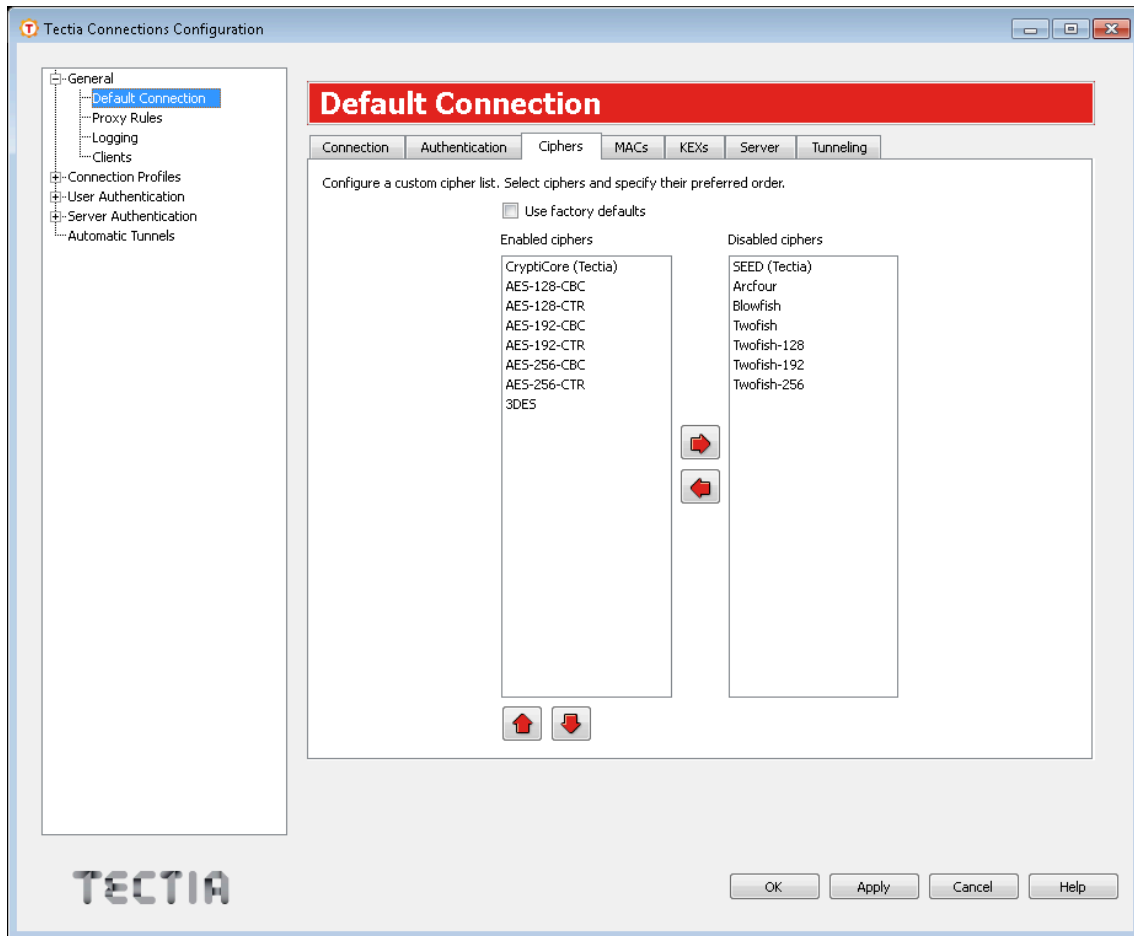 Tectia Connections Configuration
General
Default Connection
Proxy Rules
Logging
Clients
Connection Profiles
User Authentication
Server Authentication
Automatic Tunnels
Default Connection
Connection Authentication Ciphers MACs KEXs Server Tunneling
Configure a custom cipher list. Select ciphers and specify their preferred order.
Use factory defaults
Enabled ciphers
CryptiCore (Tectia)
AES-128-CBC
AES-128-CTR
AES-192-CBC
AES-192-CTR
AES-256-CBC
AES-256-CTR
3DES
Disabled ciphers
SEED (Tectia)
Arcfour
Blowfish
Twofish
Twofish-128
Twofish-192
Twofish-256
TECTIA
OK Apply Cancel Help